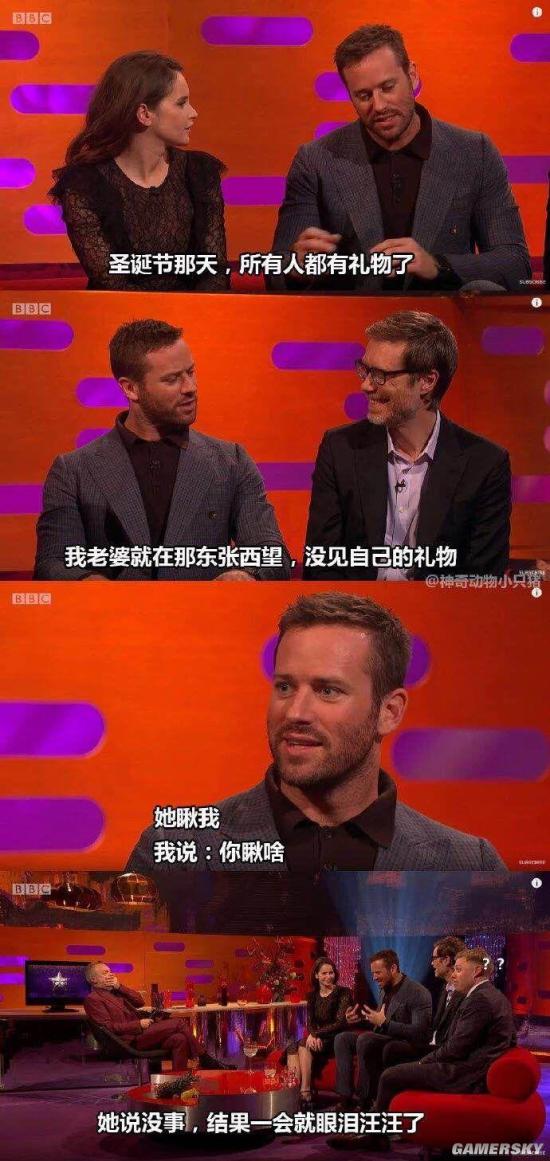 BBC
圣诞节那天，所有人都有礼物了
SUBSCRIBE
BBC
我老婆就在那东张西望，没见自己的礼物
@神奇动物小只猪
BBC
她瞅我
我说：你瞅啥
SUBSCRIBE
BBC
? ?
她说没事，结果一会就眼泪汪汪了
GAMERSKY